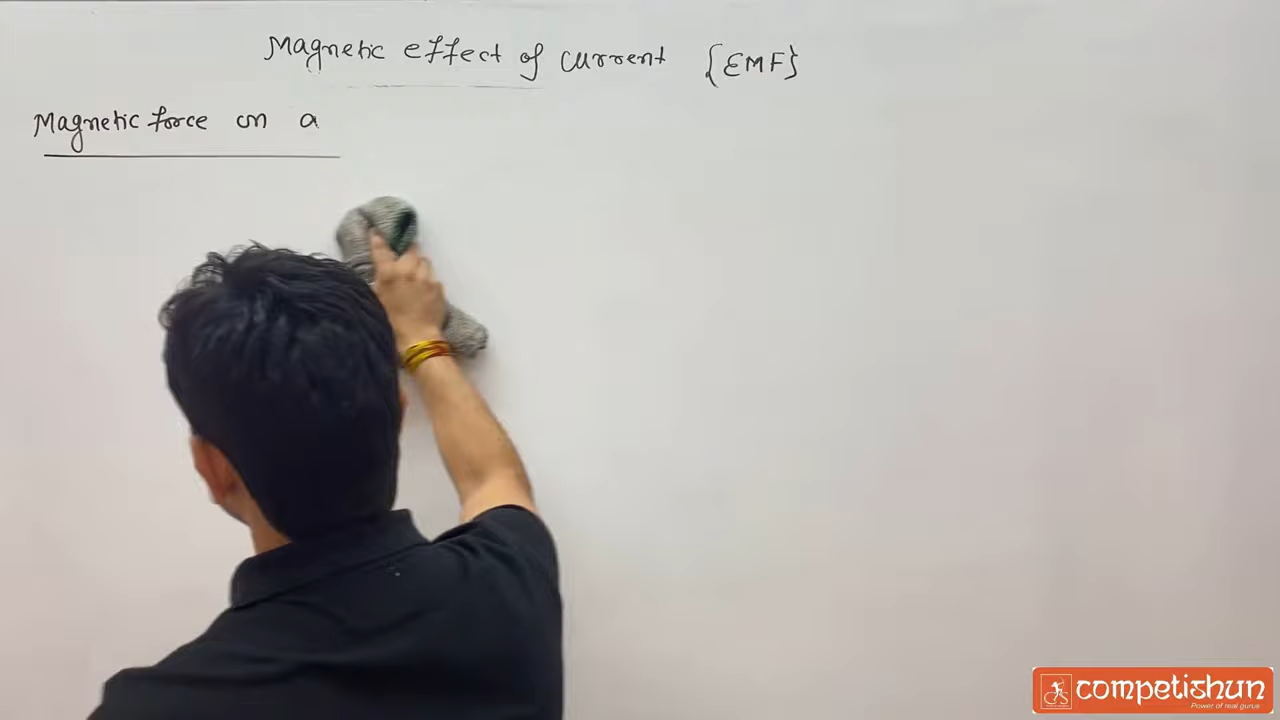 Magnetic effect of current {EMF}
Magnetic force on a
competishun
Power of real gurus